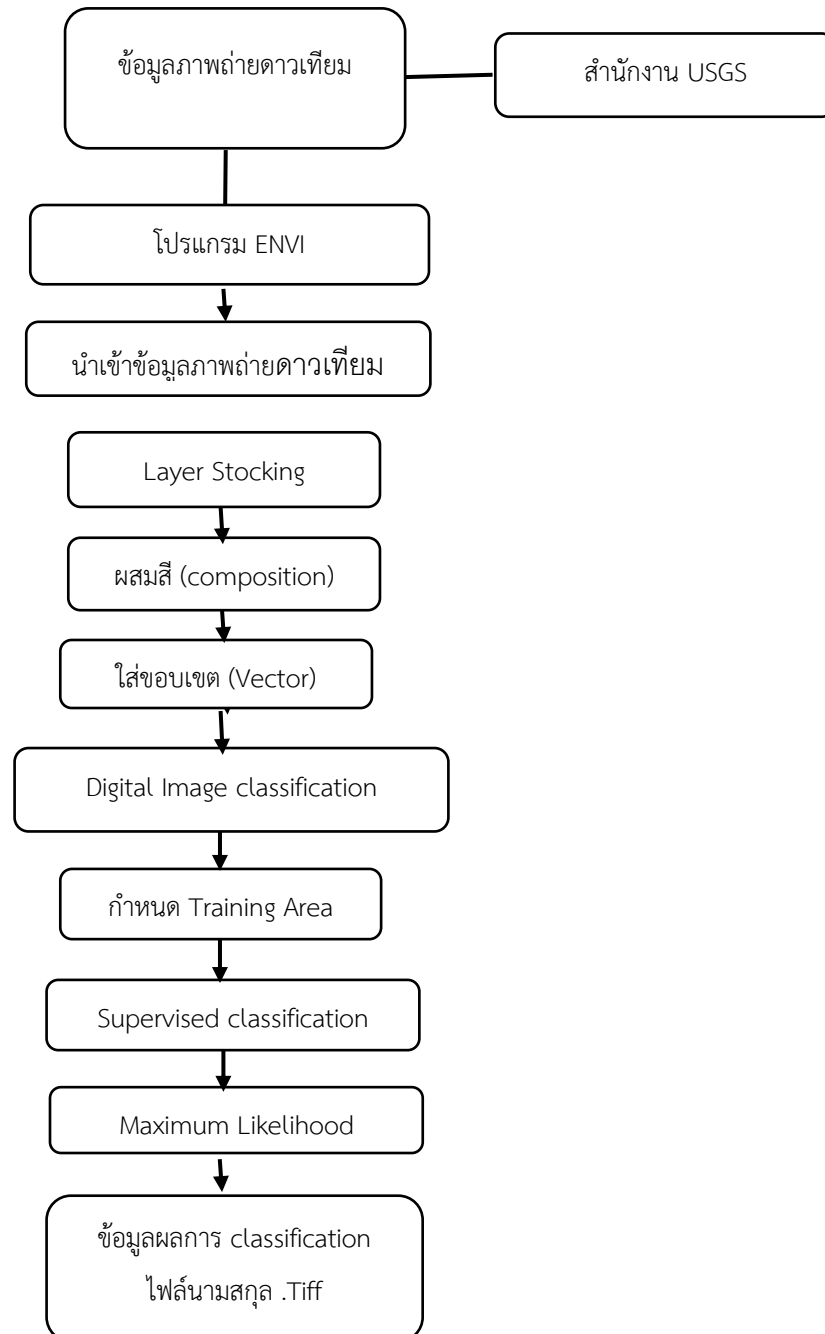 ข้อมูลภาพถ่ายดาวเทียม
สำนักงาน USGS
โปรแกรม ENVI
นำเข้าข้อมูลภาพถ่ายดาวเทียม
Layer Stocking
ผสมสี (composition)
ใส่ขอบเขต (Vector)
Digital Image classification
กำหนด Training Area
Supervised classification
Maximum Likelihood
ข้อมูลผลการ classification
ไฟล์นามสกุล .Tiff